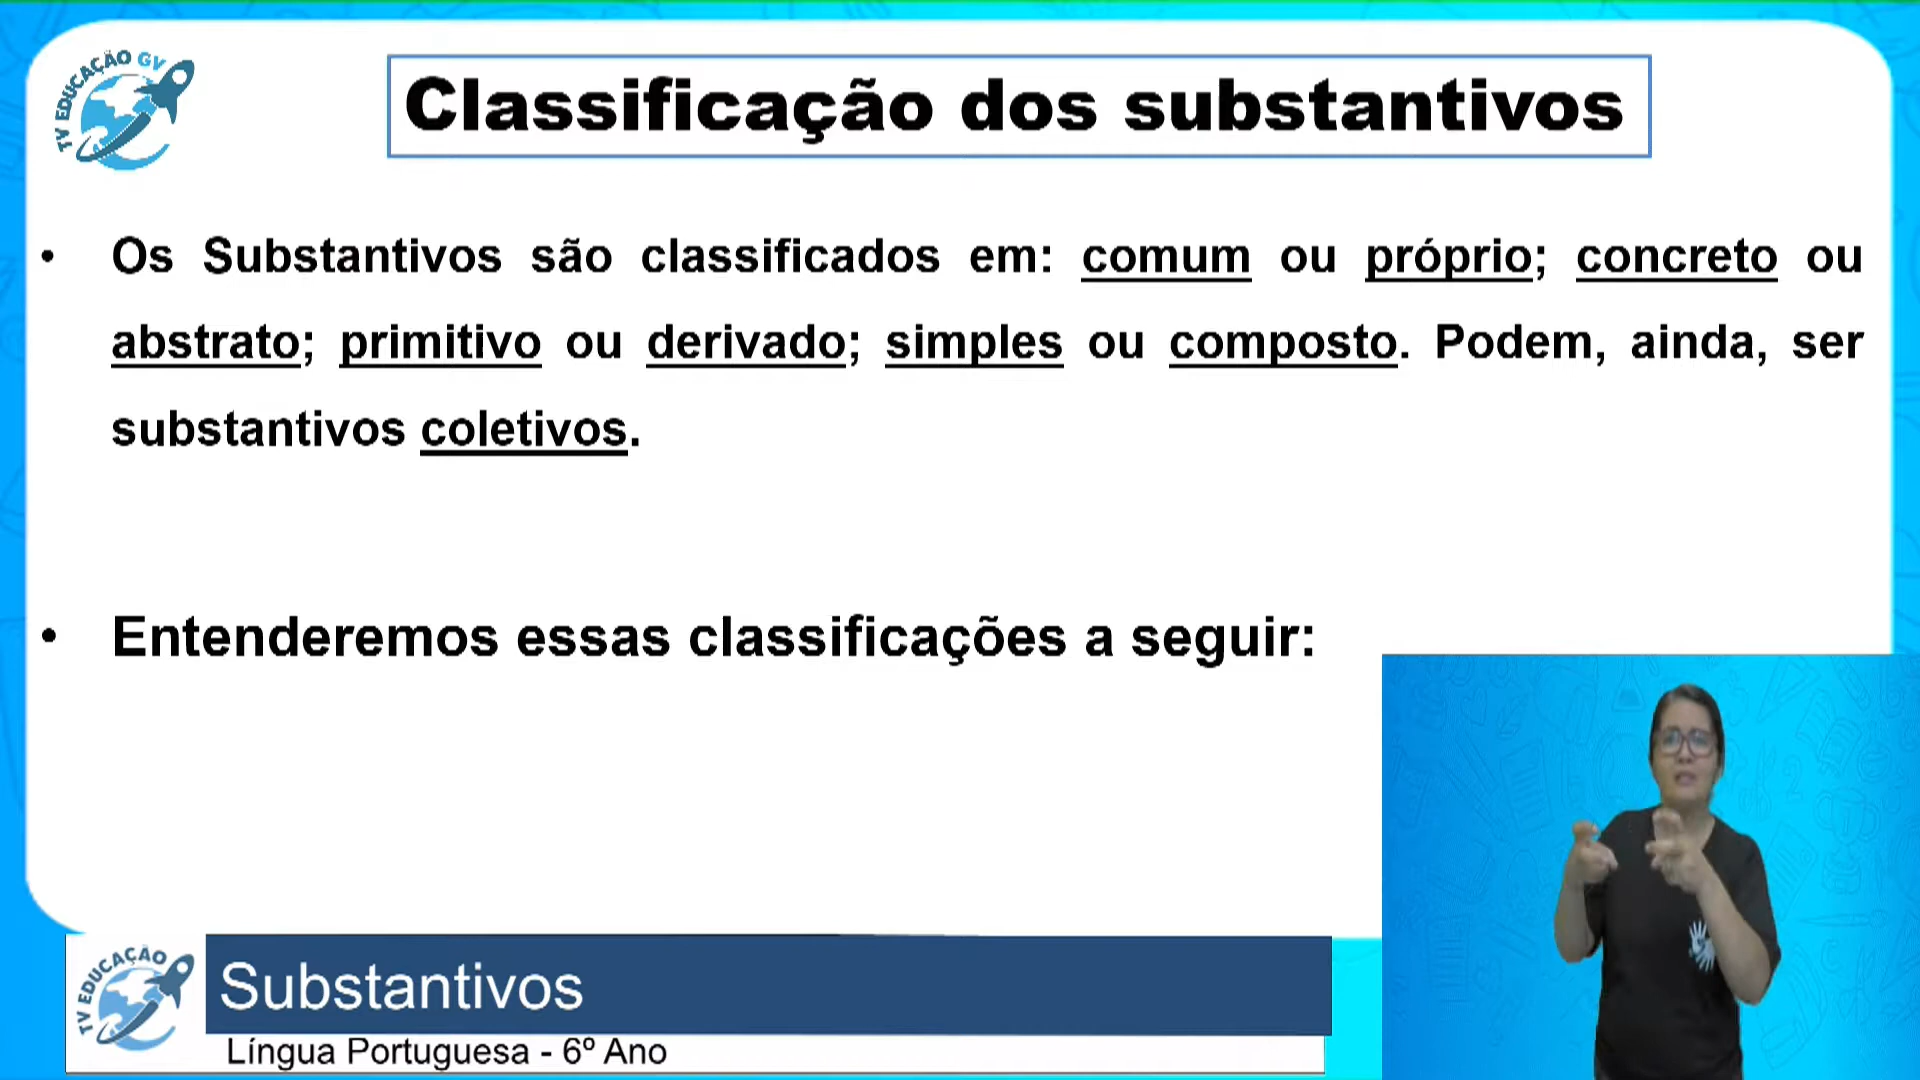 TV EDUCAÇÃO GV
Classificação dos substantivos
• Os Substantivos são classificados em: comum ou próprio; concreto ou
abstrato; primitivo ou derivado; simples ou composto. Podem, ainda, ser
substantivos coletivos.
• Entenderemos essas classificações a seguir:
TV EDUCAÇÃO
Substantivos
Língua Portuguesa - 6º Ano